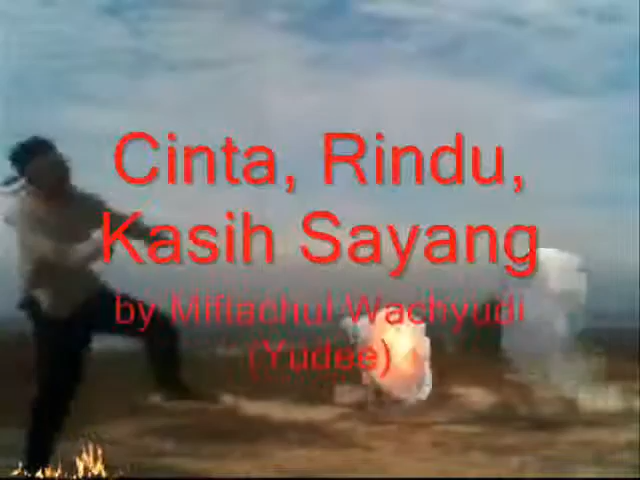 Cinta, Rindu,
Kasih Sayang
by Miftachul Wachyudi
(Yudee)